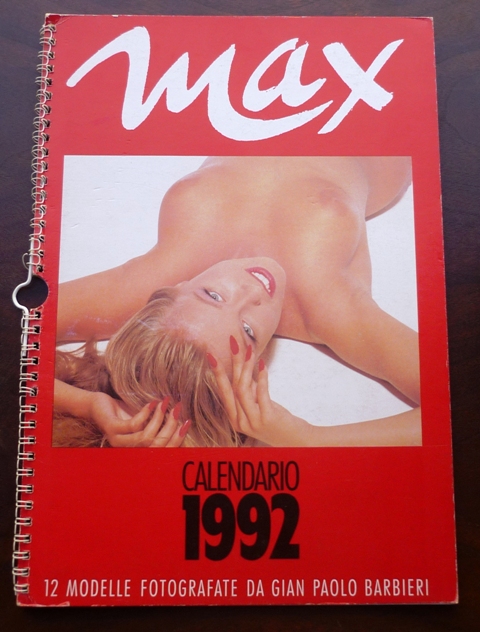 max
CALENDARIO
1992
12 MODELLE FOTOGRAFATE DA GIAN PAOLO BARBIERI